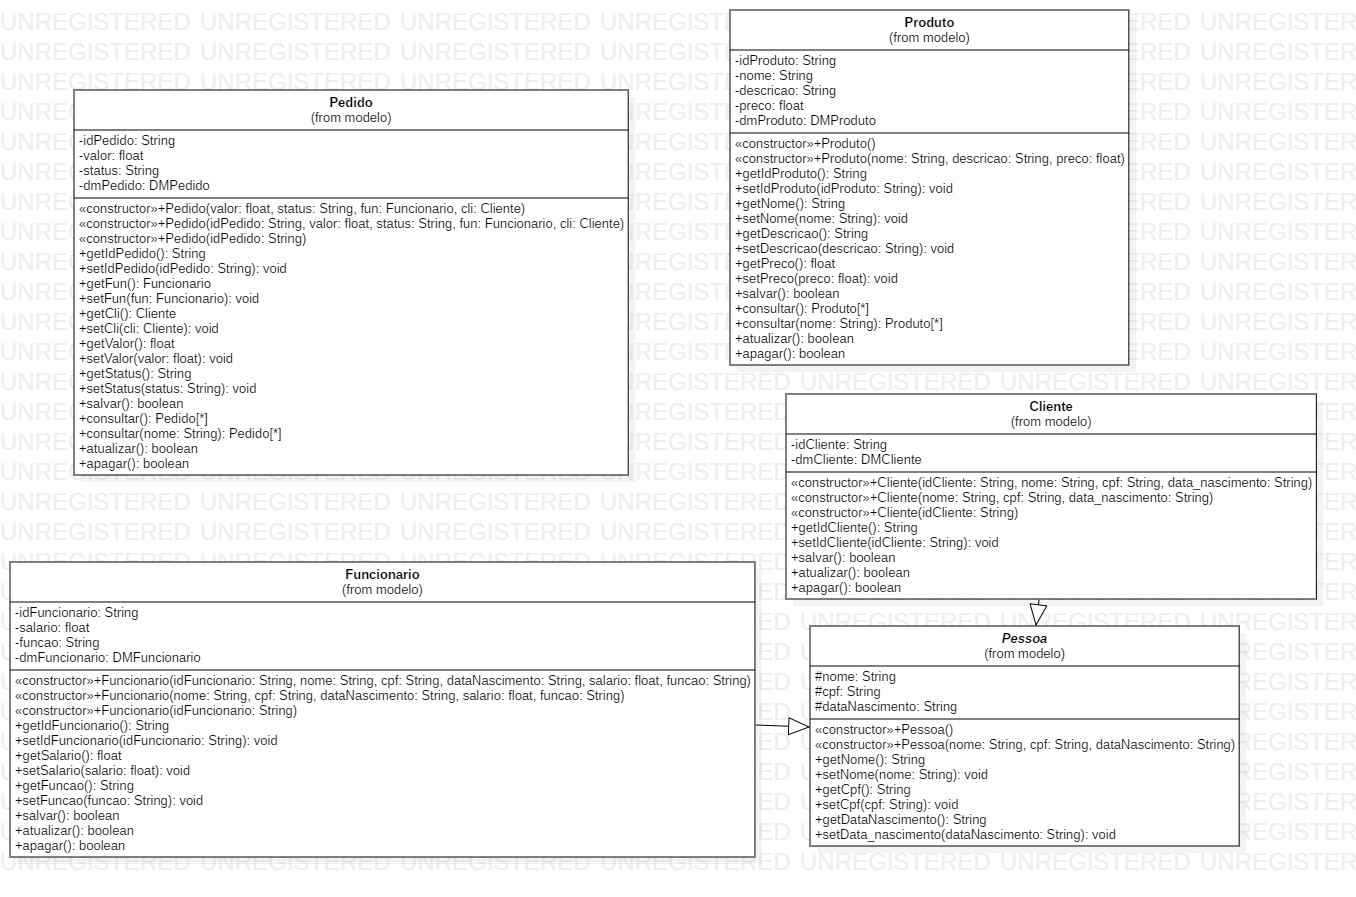 Produto
(from modelo)
-idProduto: String
-nome: String
-descricao: String
-preco: float
-dmProduto: DMProduto
«constructor»+Produto()
«constructor»+Produto(nome: String, descricao: String, preco: float)
+getIdProduto(): String
+setIdProduto(idProduto: String): void
+getNome(): String
+setNome(nome: String): void
+getDescricao(): String
+setDescricao(descricao: String): void
+getPreco(): float
+setPreco(preco: float): void
+salvar(): boolean
+consultar(): Produto[*]
+consultar(nome: String): Produto[*]
+atualizar(): boolean
+apagar(): boolean
Pedido
(from modelo)
-idPedido: String
-valor: float
-status: String
-dmPedido: DMPedido
«constructor»+Pedido(valor: float, status: String, fun: Funcionario, cli: Cliente)
«constructor»+Pedido(idPedido: String, valor: float, status: String, fun: Funcionario, cli: Cliente)
«constructor»+Pedido(idPedido: String)
+getIdPedido(): String
+setIdPedido(idPedido: String): void
+getFun(): Funcionario
+setFun(fun: Funcionario): void
+getCli(): Cliente
+setCli(cli: Cliente): void
+getValor(): float
+setValor(valor: float): void
+getStatus(): String
+setStatus(status: String): void
+salvar(): boolean
+consultar(): Pedido[*]
+consultar(nome: String): Pedido[*]
+atualizar(): boolean
+apagar(): boolean
Cliente
(from modelo)
-idCliente: String
-dmCliente: DMCliente
«constructor»+Cliente(idCliente: String, nome: String, cpf: String, data_nascimento: String)
«constructor»+Cliente(nome: String, cpf: String, data_nascimento: String)
«constructor»+Cliente(idCliente: String)
+getIdCliente(): String
+setIdCliente(idCliente: String): void
+salvar(): boolean
+atualizar(): boolean
+apagar(): boolean
Funcionario
(from modelo)
-idFuncionario: String
-salario: float
-funcao: String
-dmFuncionario: DMFuncionario
«constructor»+Funcionario(idFuncionario: String, nome: String, cpf: String, dataNascimento: String, salario: float, funcao: String)
«constructor»+Funcionario(nome: String, cpf: String, dataNascimento: String, salario: float, funcao: String)
«constructor»+Funcionario(idFuncionario: String)
+getIdFuncionario(): String
+setIdFuncionario(idFuncionario: String): void
+getSalario(): float
+setSalario(salario: float): void
+getFuncao(): String
+setFuncao(funcao: String): void
+salvar(): boolean
+atualizar(): boolean
+apagar(): boolean
Pessoa
(from modelo)
#nome: String
#cpf: String
#dataNascimento: String
«constructor»+Pessoa()
«constructor»+Pessoa(nome: String, cpf: String, dataNascimento: String)
+getNome(): String
+setNome(nome: String): void
+getCpf(): String
+setCpf(cpf: String): void
+getDataNascimento(): String
+setData_nascimento(dataNascimento: String): void
UNREGISTERED